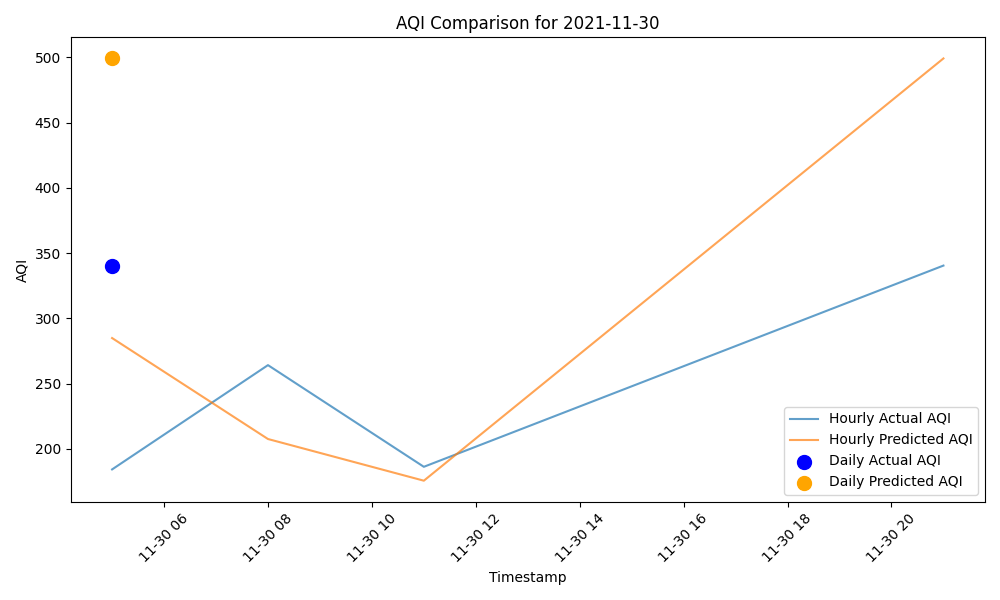 AQI Comparison for 2021-11-30
AQI
500
450
400
350
300
250
200
11-30 06
11-30 08
11-30 10
11-30 12
11-30 14
11-30 16
11-30 18
11-30 20
Timestamp
Hourly Actual AQI
Hourly Predicted AQI
Daily Actual AQI
Daily Predicted AQI